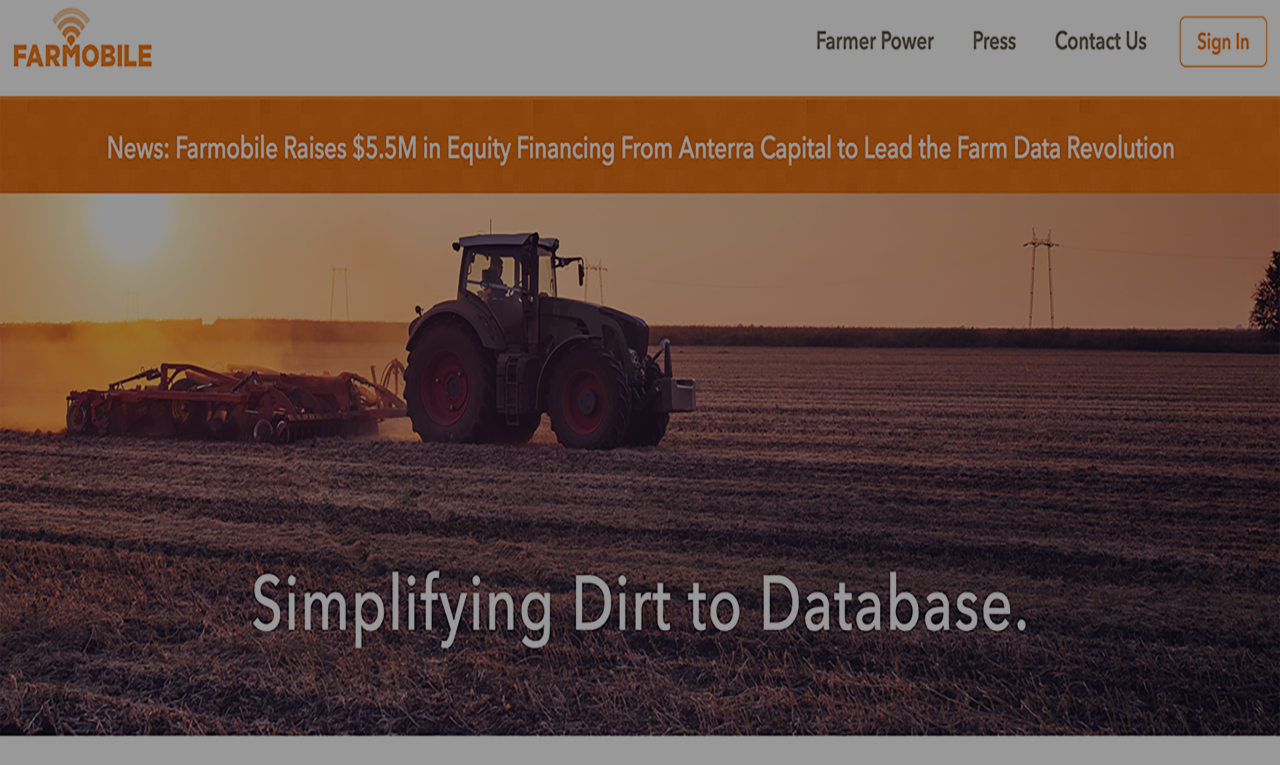 FARMOBILE
Farmer Power
Press
Contact Us
Sign In
News: Farmobile Raises $5.5M in Equity Financing From Anterra Capital to Lead the Farm Data Revolution
Simplifying Dirt to Database.